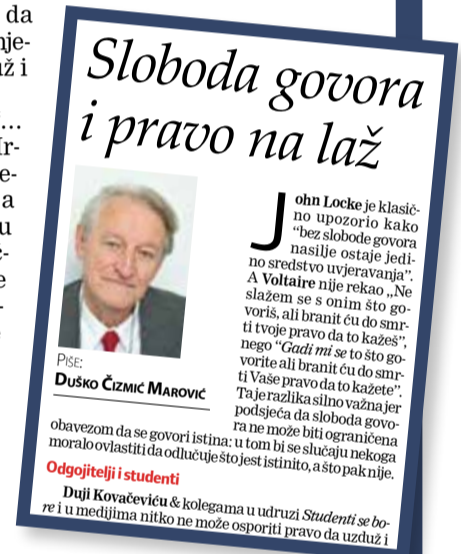 da
nje-
ž i
...
Ir-
e-
a
u
-
e
-
e
Sloboda govora
i pravo na laž
PIŠE:
DUŠKO ČIZMIĆ MAROVIĆ
John Locke je klasič-
no upozorio kako
“bez slobode govora
nasilje ostaje jedi-
no sredstvo uvjeravanja”.
A Voltaire nije rekao „Ne
slažem se s onim što go-
voriš, ali branit ću do smr-
ti tvoje pravo da to kažeš”,
nego “Gadi mi se to što go-
vorite ali branit ću do smr-
ti Vaše pravo da to kažete”.
Ta je razlika silno važna jer
podsjeća da sloboda govo-
ra ne može biti ograničena
obavezom da se govori istina: u tom bi se slučaju nekoga
moralo ovlastiti da odlučuje što jest istinito, a što pak nije.
Odgojitelji i studenti
Duji Kovačeviću & kolegama u udruzi Studenti se bo-
re i u medijima nitko ne može osporiti pravo da uzduž i